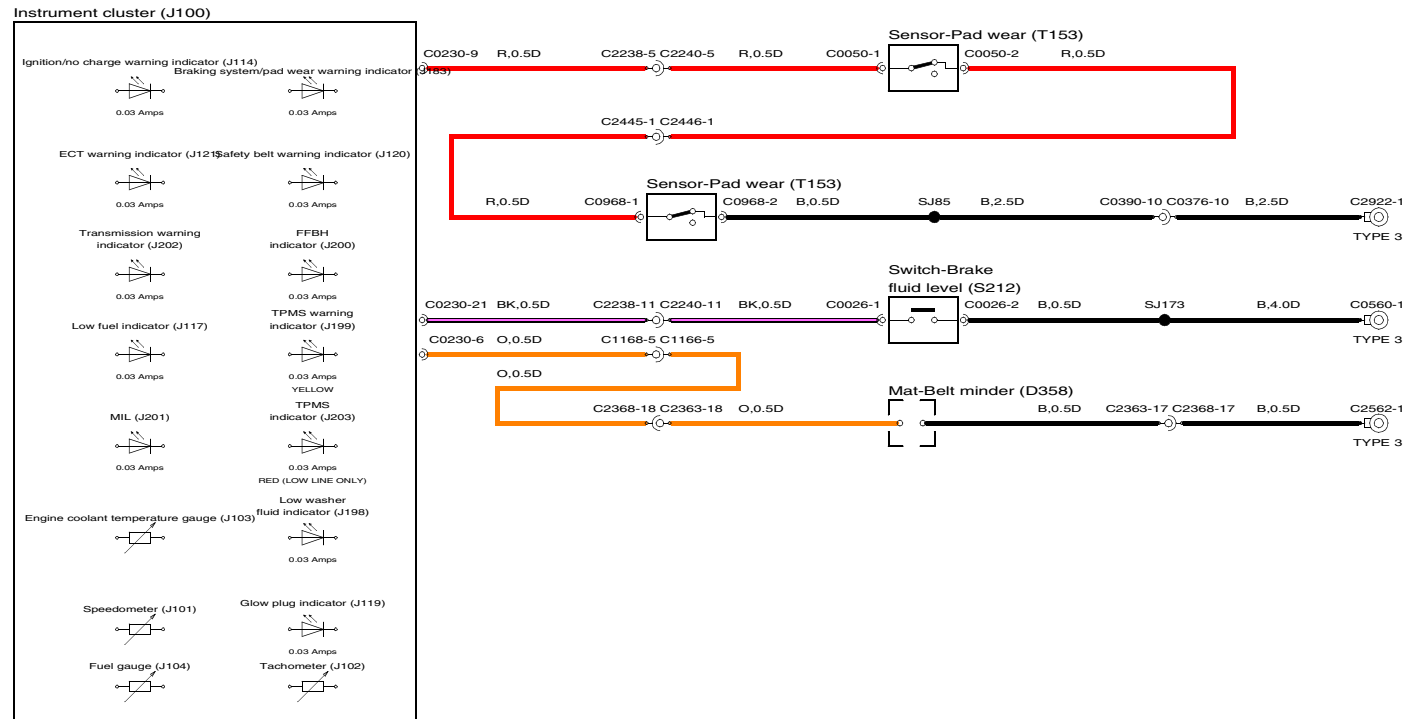 Instrument cluster (J100)
Ignition/no charge warning indicator (J114)
Braking system/pad wear warning indicator (J183)
0.03 Amps
0.03 Amps
ECT warning indicator (J121)
Safety belt warning indicator (J120)
0.03 Amps
0.03 Amps
Transmission warning
indicator (J202)
FFBH
indicator (J200)
0.03 Amps
0.03 Amps
Low fuel indicator (J117)
TPMS warning
indicator (J199)
0.03 Amps
0.03 Amps
YELLOW
MIL (J201)
TPMS
indicator (J203)
0.03 Amps
0.03 Amps
RED (LOW LINE ONLY)
Engine coolant temperature gauge (J103)
Low washer
fluid indicator (J198)
0.03 Amps
Speedometer (J101)
Glow plug indicator (J119)
0.03 Amps
Fuel gauge (J104)
Tachometer (J102)
Sensor-Pad wear (T153)
C0230-9 R,0.5D C2238-5 C2240-5 R,0.5D C0050-1 C0050-2 R,0.5D
C2445-1 C2446-1
Sensor-Pad wear (T153)
R,0.5D C0968-1 C0968-2 B,0.5D SJ85 B,2.5D C0390-10 C0376-10 B,2.5D C2922-1
TYPE 3
Switch-Brake
fluid level (S212)
C0230-21 BK,0.5D C2238-11 C2240-11 BK,0.5D C0026-1 C0026-2 B,0.5D SJ173 B,4.0D C0560-1
TYPE 3
C0230-6 O,0.5D C1168-5 C1166-5
O,0.5D
Mat-Belt minder (D358)
C2368-18 C2363-18 O,0.5D B,0.5D C2363-17 C2368-17 B,0.5D C2562-1
TYPE 3